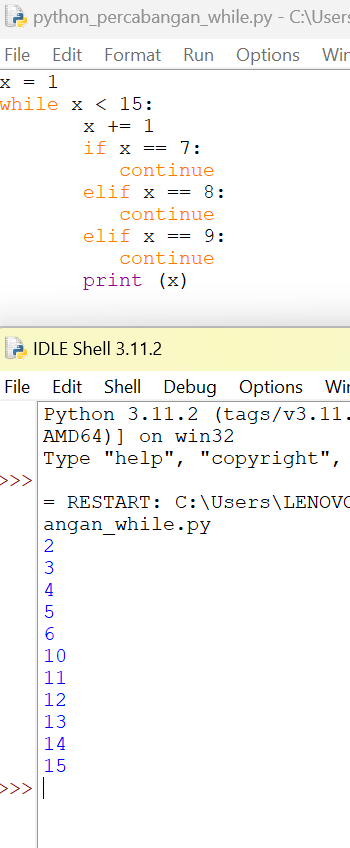 python_percabangan_while.py - C:\Users
File Edit Format Run Options Win
x = 1
while x < 15:
        x += 1
        if x == 7:
           continue
        elif x == 8:
           continue
        elif x == 9:
           continue
        print (x)
IDLE Shell 3.11.2
File Edit Shell Debug Options Win
Python 3.11.2 (tags/v3.11.
AMD64)] on win32
Type "help", "copyright",
>>>
= RESTART: C:\Users\LENOVO
angan_while.py
2
3
4
5
6
10
11
12
13
14
15
>>>